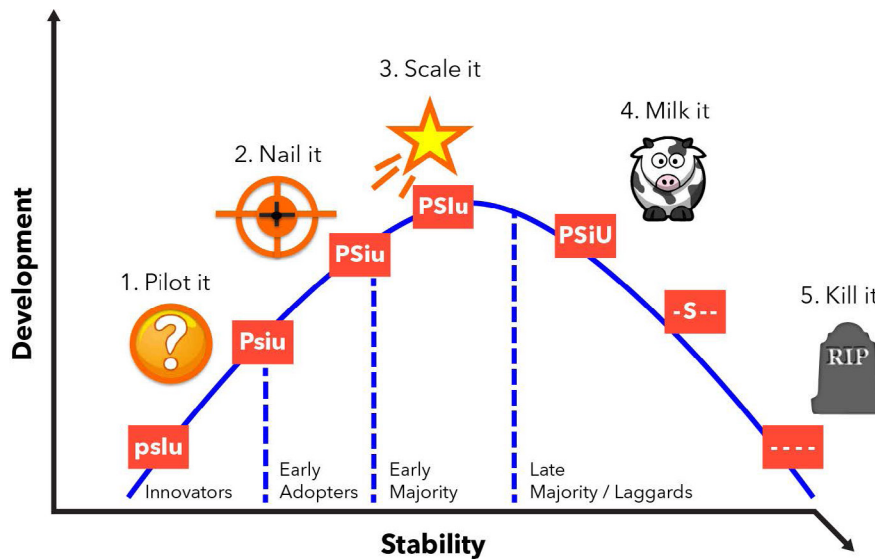 3. Scale it
4. Milk it
2. Nail it
PSIu
PSiU
PSiu
1. Pilot it
5. Kill it
-S--
Psiu
RIP
psIu
----
Development
Innovators
Early
Adopters
Early
Majority
Late
Majority / Laggards
Stability